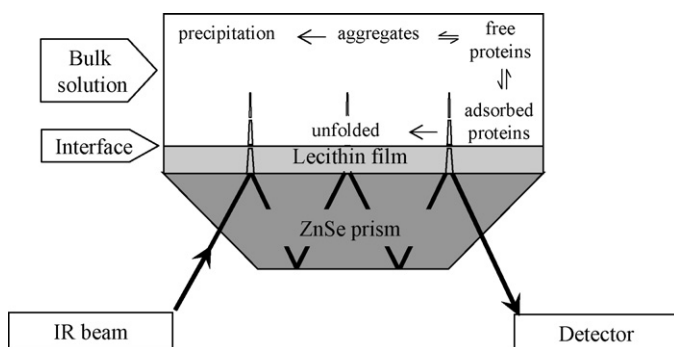 precipitation aggregates free
proteins
Bulk
solution
adsorbed
unfolded proteins
Interface
Lecithin film
ZnSe prism
IR beam
Detector